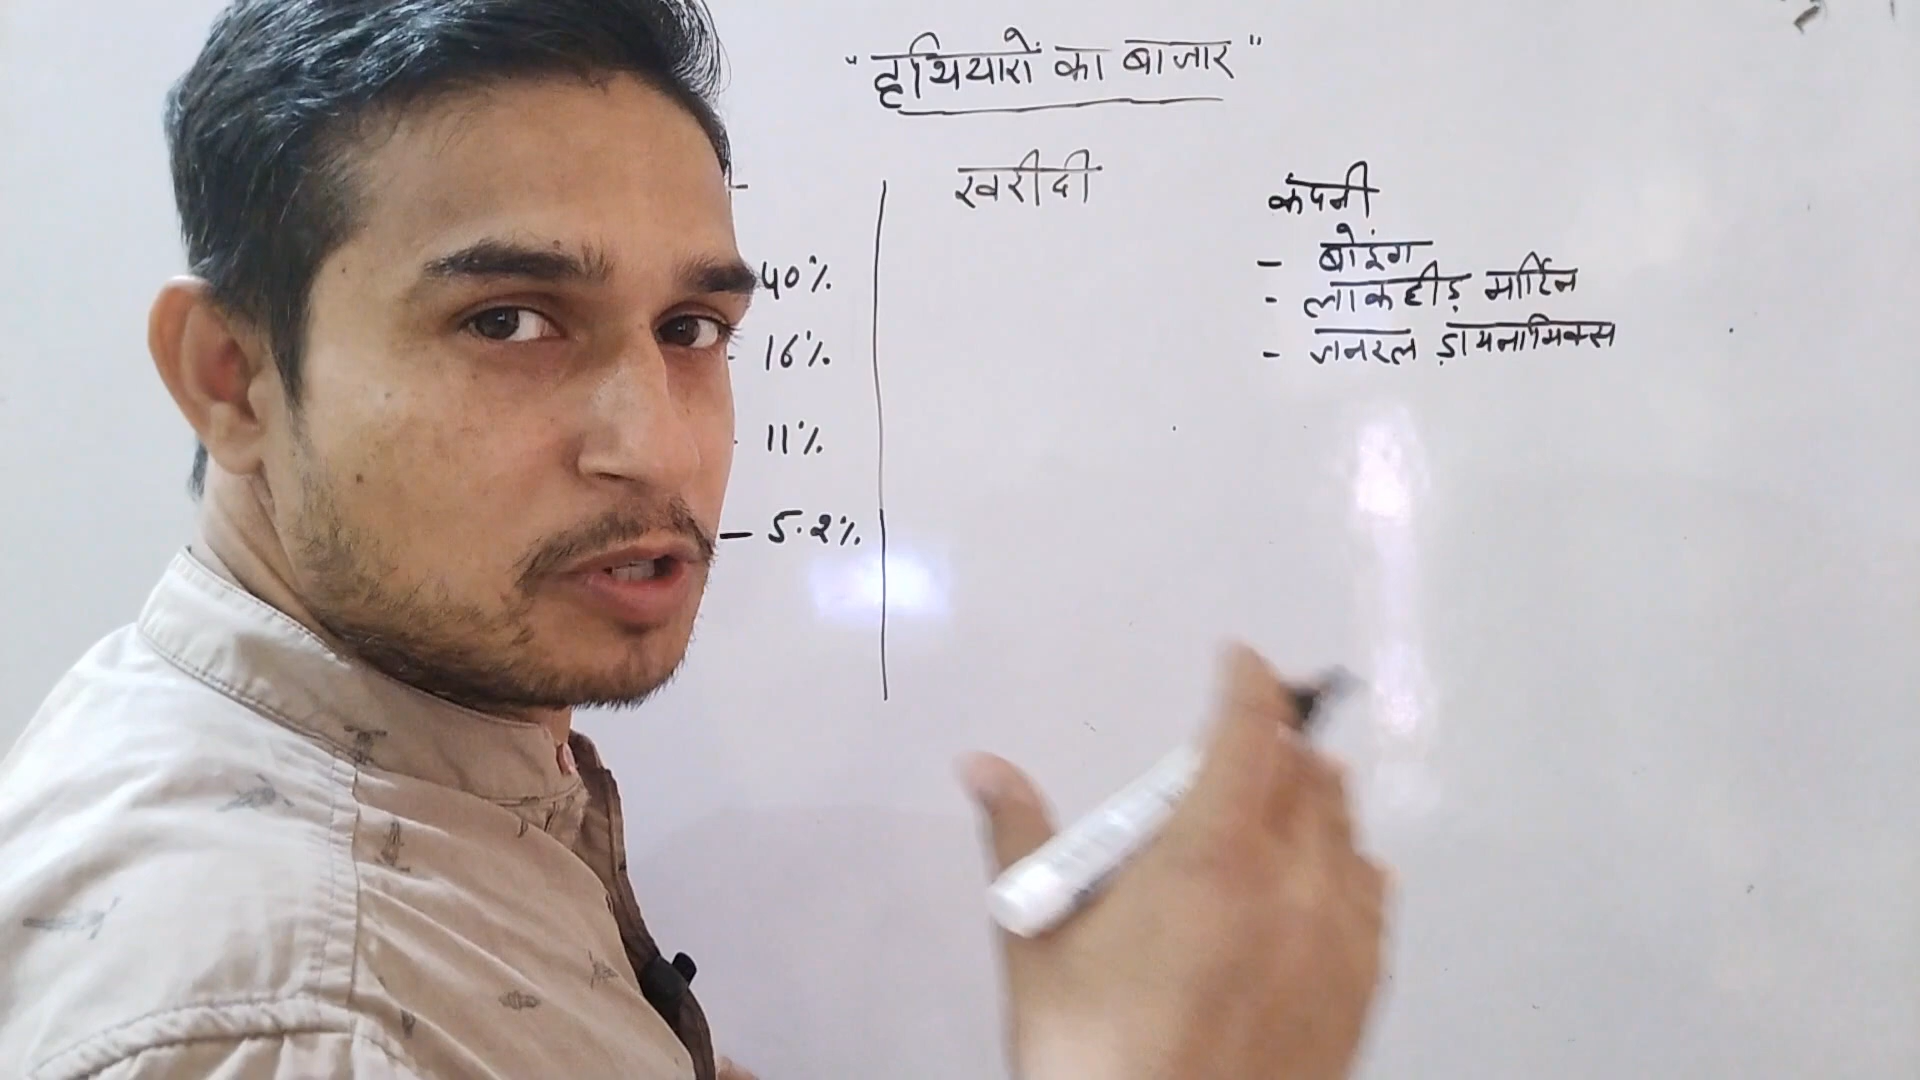 "हथियारों का बाजार"
40%
16%
11%
— 5.2%
खरीदी
कंपनी
- बोइंग
- लाकहीड़ मार्टिन
- जनरल ड़ायनामिक्स